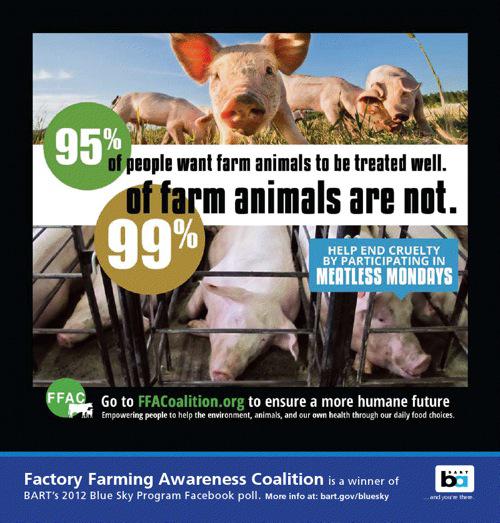 95%
of people want farm animals to be treated well.
of farm animals are not.
99%
HELP END CRUELTY
BY PARTICIPATING IN
MEATLESS MONDAYS
FFAC
Go to FFACoalition.org to ensure a more humane future
Empowering people to help the environment, animals, and our own health through our daily food choices.
Factory Farming Awareness Coalition is a winner of
BART's 2012 Blue Sky Program Facebook poll. More info at: bart.gov/bluesky
BART
ba
...and you're there.